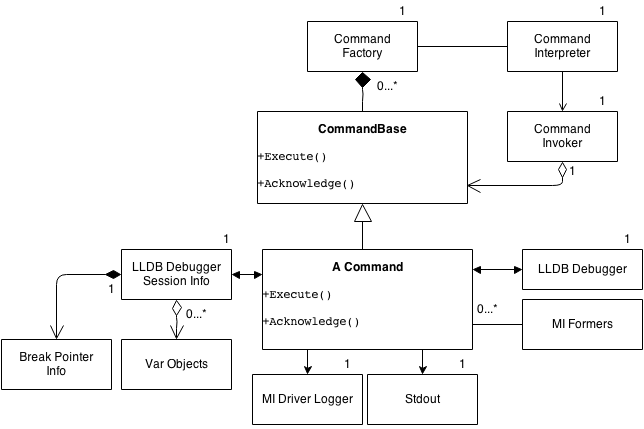 1
1
Command
Factory
Command
Interpreter
0...*
1
CommandBase
+Execute()
+Acknowledge()
Command
Invoker
1
1
1
LLDB Debugger
Session Info
A Command
+Execute()
+Acknowledge()
LLDB Debugger
1
0...*
0...*
MI Formers
Break Pointer
Info
Var Objects
1
1
MI Driver Logger
Stdout